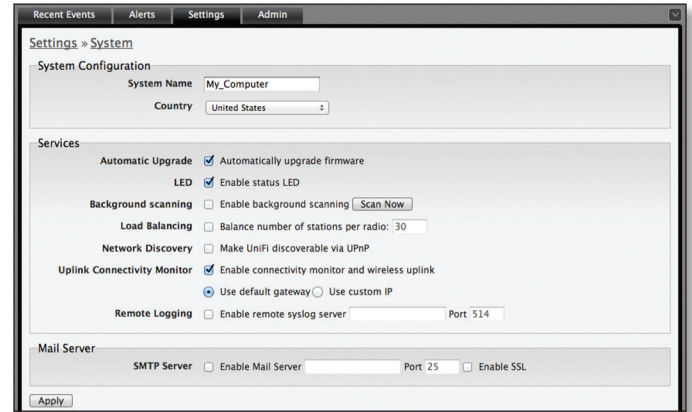 Recent Events Alerts Settings Admin
Settings » System
System Configuration
System Name My_Computer
Country United States
Services
Automatic Upgrade Automatically upgrade firmware
LED Enable status LED
Background scanning Enable background scanning Scan Now
Load Balancing Balance number of stations per radio: 30
Network Discovery Make UniFi discoverable via UPnP
Uplink Connectivity Monitor Enable connectivity monitor and wireless uplink
Use default gateway Use custom IP
Remote Logging Enable remote syslog server Port 514
Mail Server
SMTP Server Enable Mail Server Port 25 Enable SSL
Apply